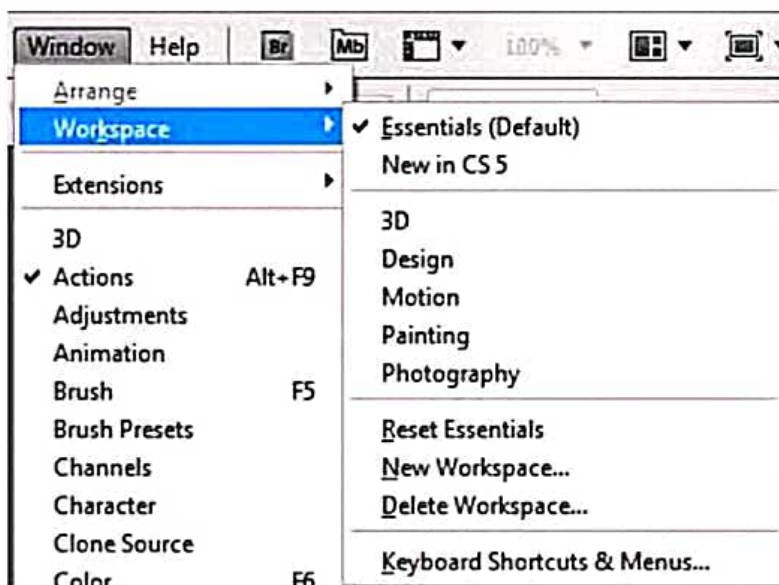 Window Help Br Mb 100%
Arrange
Workspace
Extensions
3D
Actions Alt+F9
Adjustments
Animation
Brush F5
Brush Presets
Channels
Character
Clone Source
Color F6
✔ Essentials (Default)
New in CS 5
3D
Design
Motion
Painting
Photography
Reset Essentials
New Workspace...
Delete Workspace...
Keyboard Shortcuts & Menus...